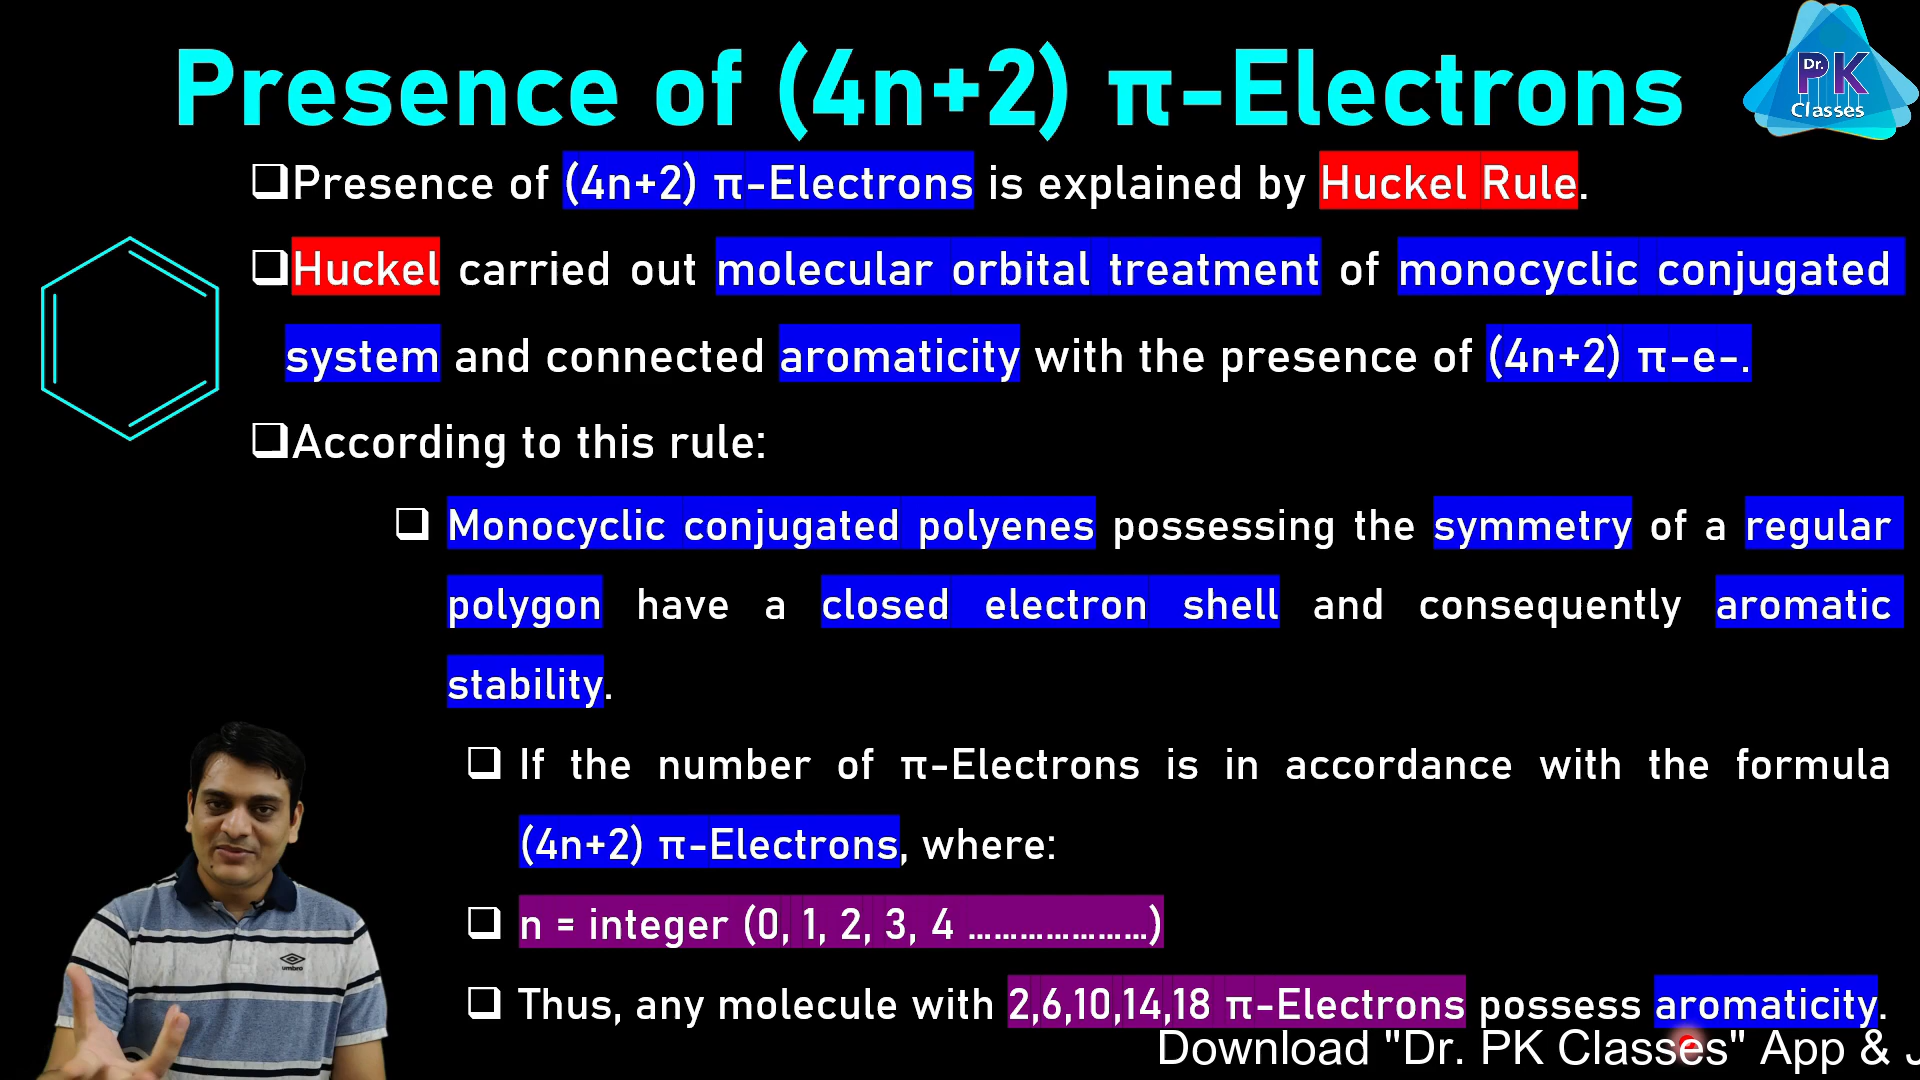 Presence of (4n+2) π-Electrons
Dr.
PK
Classes
❑Presence of (4n+2) π-Electrons is explained by Huckel Rule.
❑Huckel carried out molecular orbital treatment of monocyclic conjugated
system and connected aromaticity with the presence of (4n+2) π-e-.
❑According to this rule:
❑ Monocyclic conjugated polyenes possessing the symmetry of a regular
polygon have a closed electron shell and consequently aromatic
stability.
❑ If the number of π-Electrons is in accordance with the formula
(4n+2) π-Electrons, where:
❑ n = integer (0, 1, 2, 3, 4 .....................)
❑ Thus, any molecule with 2,6,10,14,18 π-Electrons possess aromaticity.
umbro
Download "Dr. PK Classes" App & J